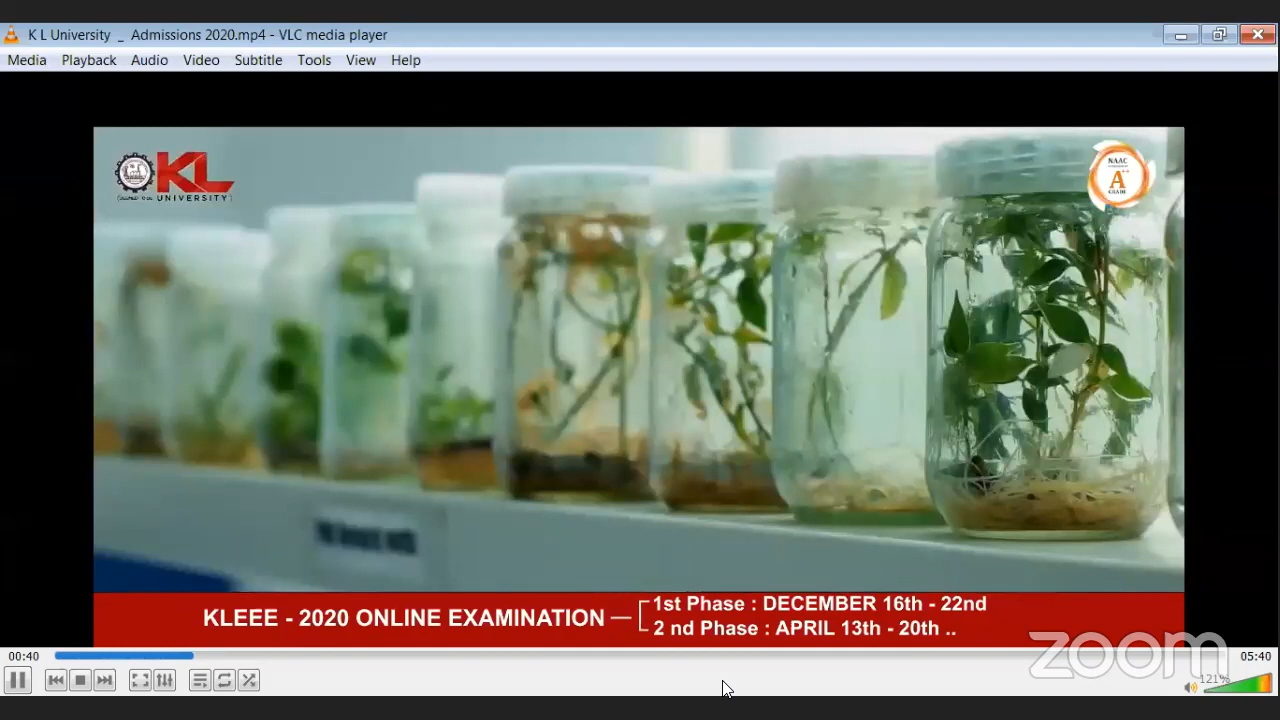 K L University _ Admissions 2020.mp4 - VLC media player
Media Playback Audio Video Subtitle Tools View Help
KL
UNIVERSITY
NAAC
A++
GRADE
KLEEE - 2020 ONLINE EXAMINATION
1st Phase : DECEMBER 16th - 22nd
2 nd Phase : APRIL 13th - 20th ..
zoom
00:40
05:40
121%